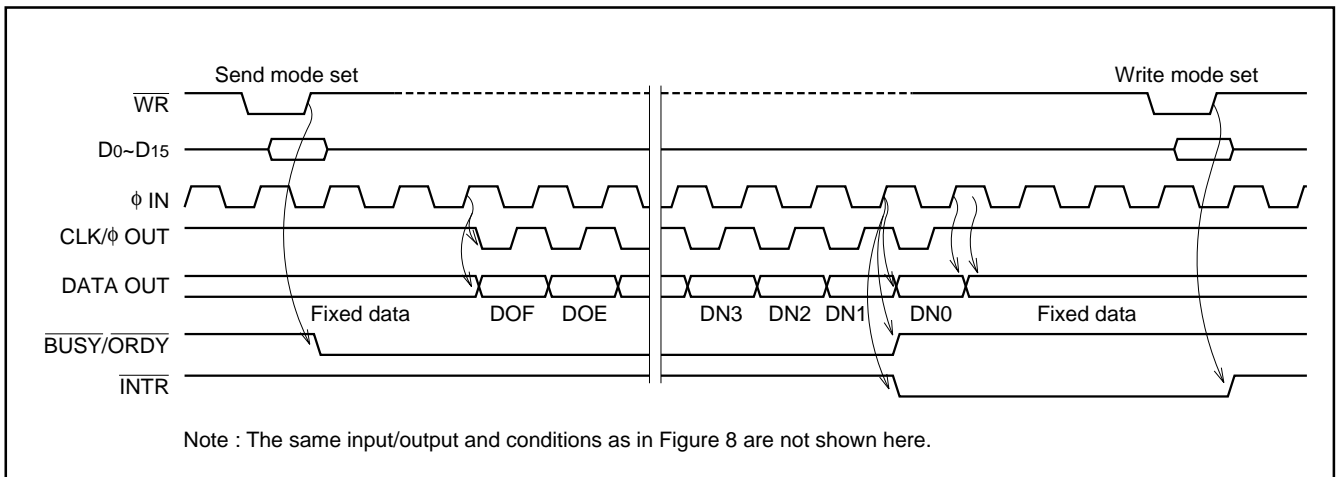 Send mode set Write mode set
WR
D0~D15
ϕ IN
CLK/ϕ OUT
DATA OUT
Fixed data DOF DOE DN3 DN2 DN1 DN0 Fixed data
BUSY/ORDY
INTR
Note : The same input/output and conditions as in Figure 8 are not shown here.